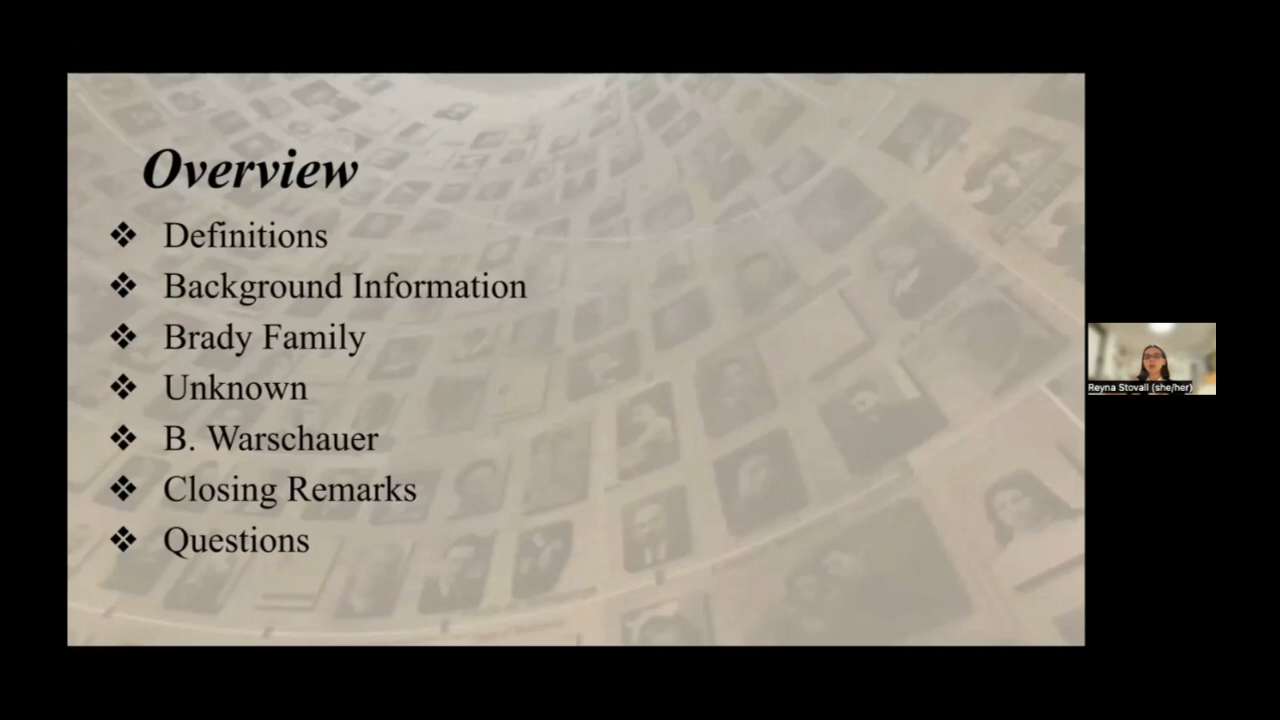 Overview
❖ Definitions
❖ Background Information
❖ Brady Family
❖ Unknown
❖ B. Warschauer
❖ Closing Remarks
❖ Questions
Reyna Stovall (she/her)